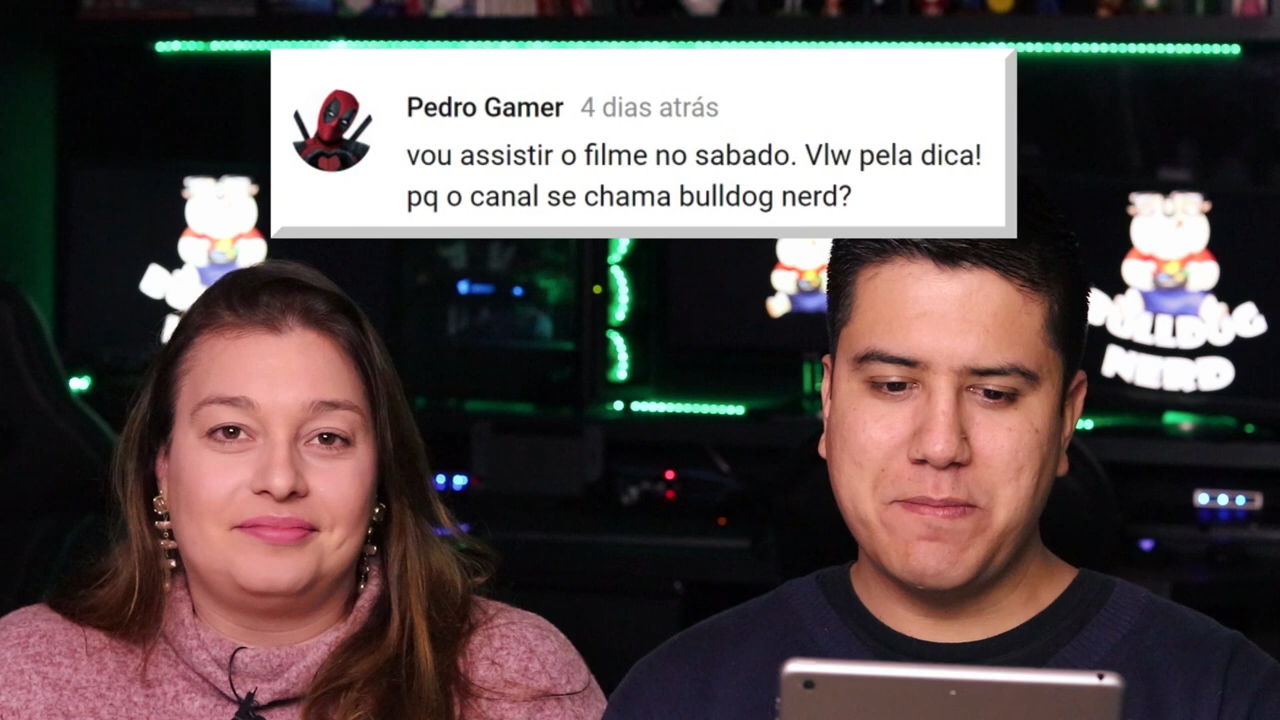 Pedro Gamer 4 dias atrás
vou assistir o filme no sabado. Vlw pela dica!
pq o canal se chama bulldog nerd?
BULLDOG
NERD